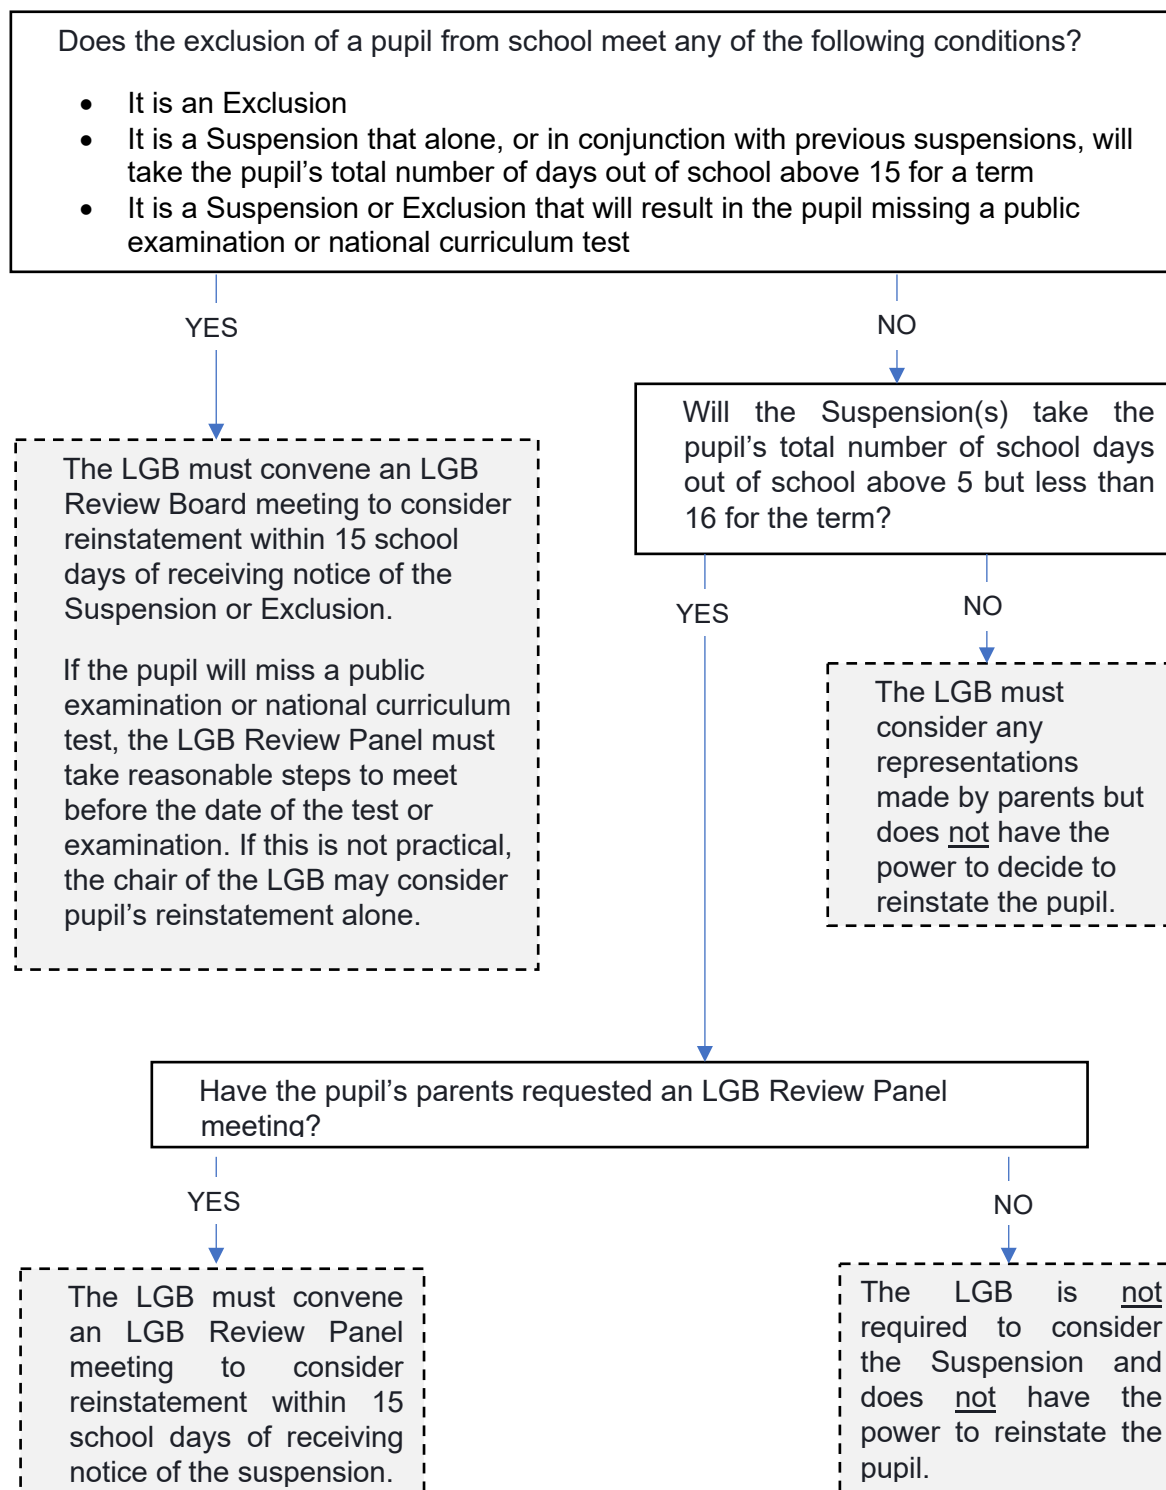 Does the exclusion of a pupil from school meet any of the following conditions?
• It is an Exclusion
• It is a Suspension that alone, or in conjunction with previous suspensions, will
take the pupil’s total number of days out of school above 15 for a term
• It is a Suspension or Exclusion that will result in the pupil missing a public
examination or national curriculum test
YES
NO
The LGB must convene an LGB
Review Board meeting to consider
reinstatement within 15 school
days of receiving notice of the
Suspension or Exclusion.
If the pupil will miss a public
examination or national curriculum
test, the LGB Review Panel must
take reasonable steps to meet
before the date of the test or
examination. If this is not practical,
the chair of the LGB may consider
pupil’s reinstatement alone.
Will the Suspension(s) take the
pupil’s total number of school days
out of school above 5 but less than
16 for the term?
YES
NO
The LGB must
consider any
representations
made by parents but
does not have the
power to decide to
reinstate the pupil.
Have the pupil’s parents requested an LGB Review Panel
meeting?
YES
NO
The LGB must convene
an LGB Review Panel
meeting to consider
reinstatement within 15
school days of receiving
notice of the suspension.
The LGB is not
required to consider
the Suspension and
does not have the
power to reinstate the
pupil.